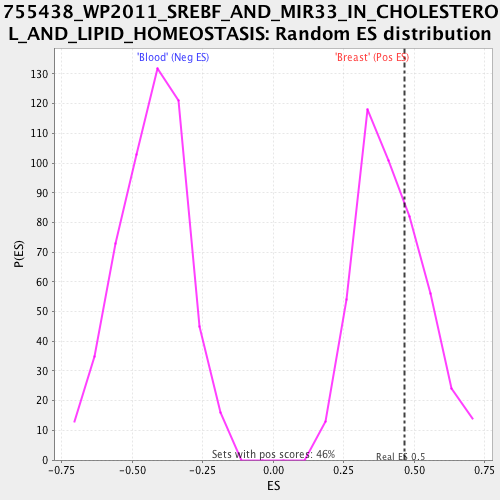 755438_WP2011_SREBF_AND_MIR33_IN_CHOLESTERO
L_AND_LIPID_HOMEOSTASIS: Random ES distribution
'Blood' (Neg ES)
'Breast' (Pos ES)
130
120
110
100
90
80
70
60
50
40
30
20
10
0
P(ES)
Sets with pos scores: 46%
Real ES 0.5
-0.75
-0.50
-0.25
0.00
0.25
0.50
0.75
ES